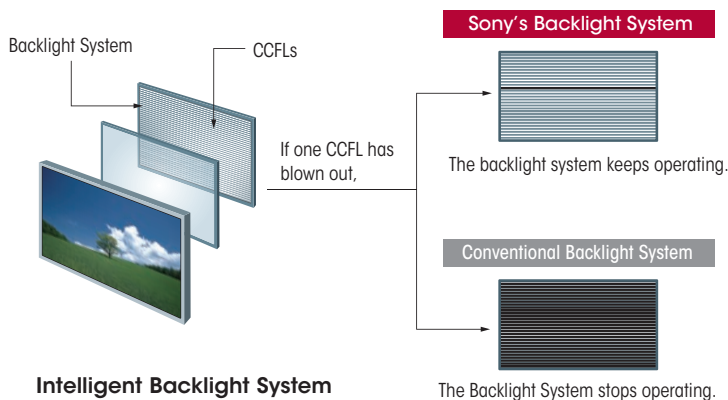 Sony's Backlight System
Backlight System
CCFLs
If one CCFL has
blown out,
The backlight system keeps operating.
Conventional Backlight System
Intelligent Backlight System
The Backlight System stops operating.